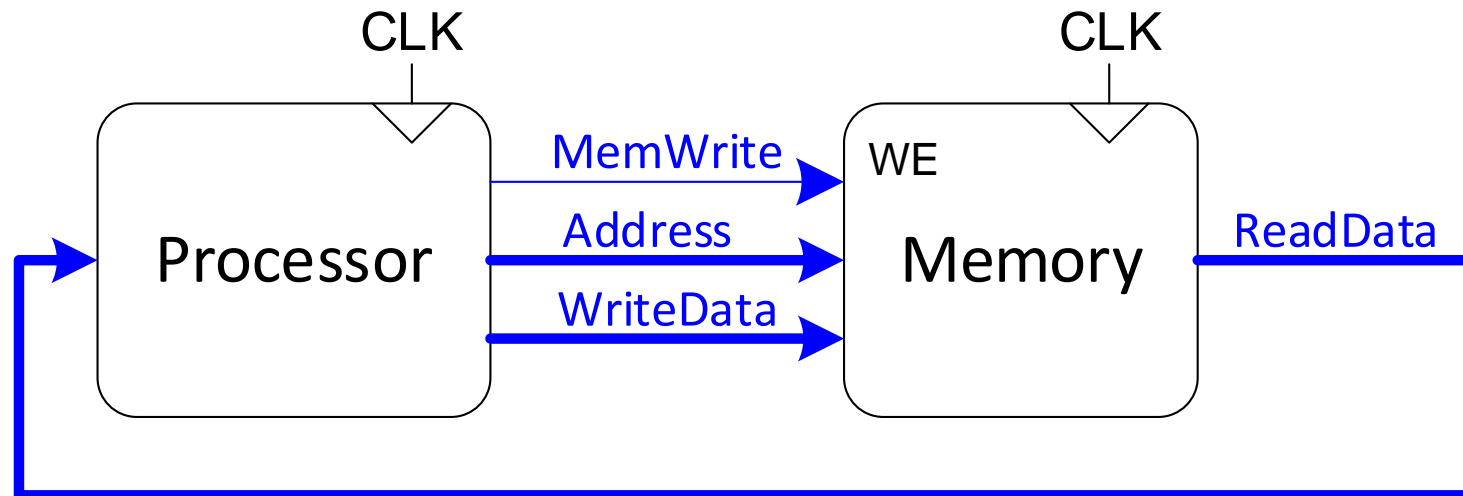 CLK
CLK
MemWrite
WE
Address
ReadData
Processor
Memory
WriteData